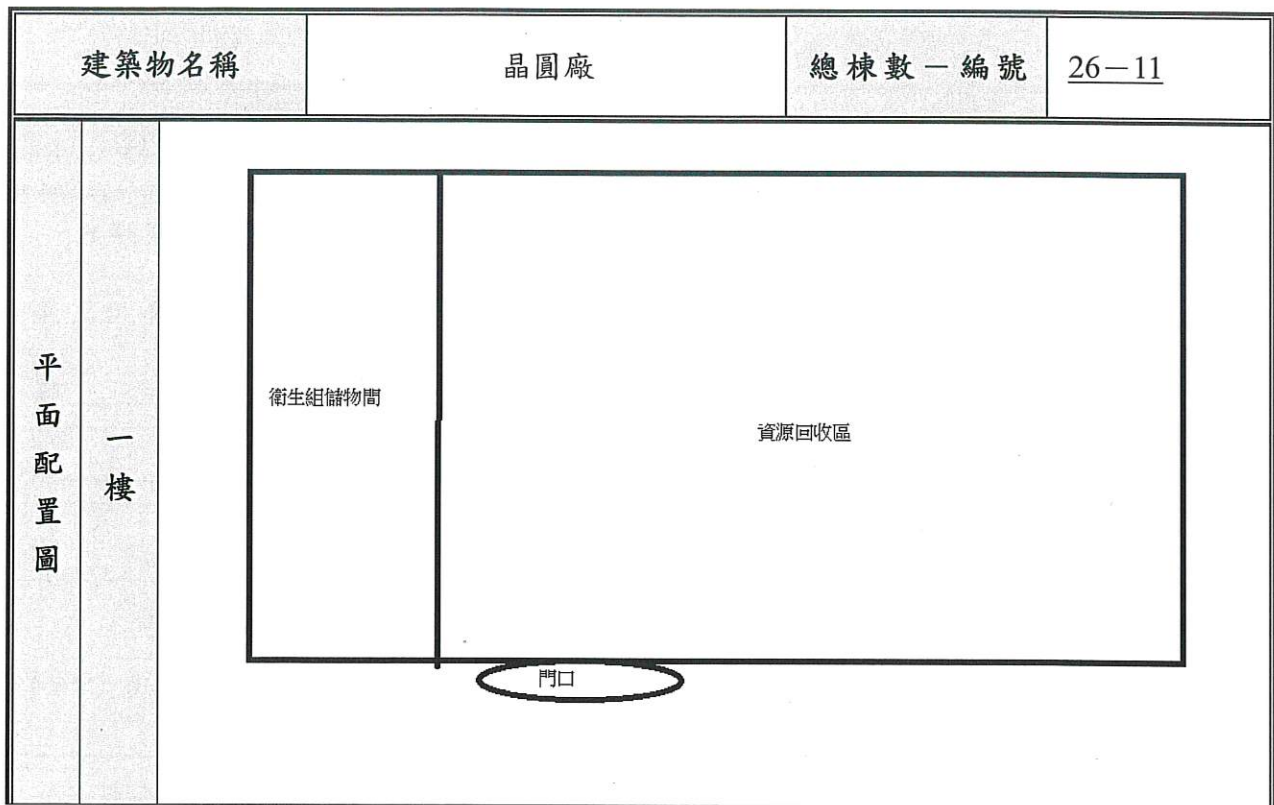 建築物名稱
晶圓廠
總棟數－編號
26－11
平面配置圖
一樓
衛生組儲物間
資源回收區
門口